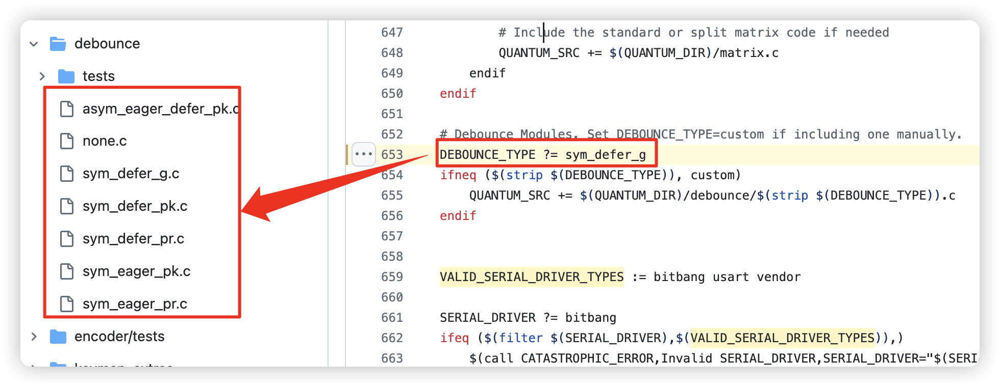 debounce
tests
asym_eager_defer_pk.c
none.c
sym_defer_g.c
sym_defer_pk.c
sym_defer_pr.c
sym_eager_pk.c
sym_eager_pr.c
encoder/tests
647 # Include the standard or split matrix code if needed
648 QUANTUM_SRC += $(QUANTUM_DIR)/matrix.c
649 endif
650 endif
651
652 # Debounce Modules. Set DEBOUNCE_TYPE=custom if including one manually.
653 DEBOUNCE_TYPE ?= sym_defer_g
654 ifneq ($(strip $(DEBOUNCE_TYPE)), custom)
655 QUANTUM_SRC += $(QUANTUM_DIR)/debounce/$(strip $(DEBOUNCE_TYPE)).c
656 endif
657
658
659 VALID_SERIAL_DRIVER_TYPES := bitbang usart vendor
660
661 SERIAL_DRIVER ?= bitbang
662 ifeq ($(filter $(SERIAL_DRIVER),$(VALID_SERIAL_DRIVER_TYPES)),)
663 $(call CATASTROPHIC_ERROR,Invalid SERIAL_DRIVER,SERIAL_DRIVER="$(SERI